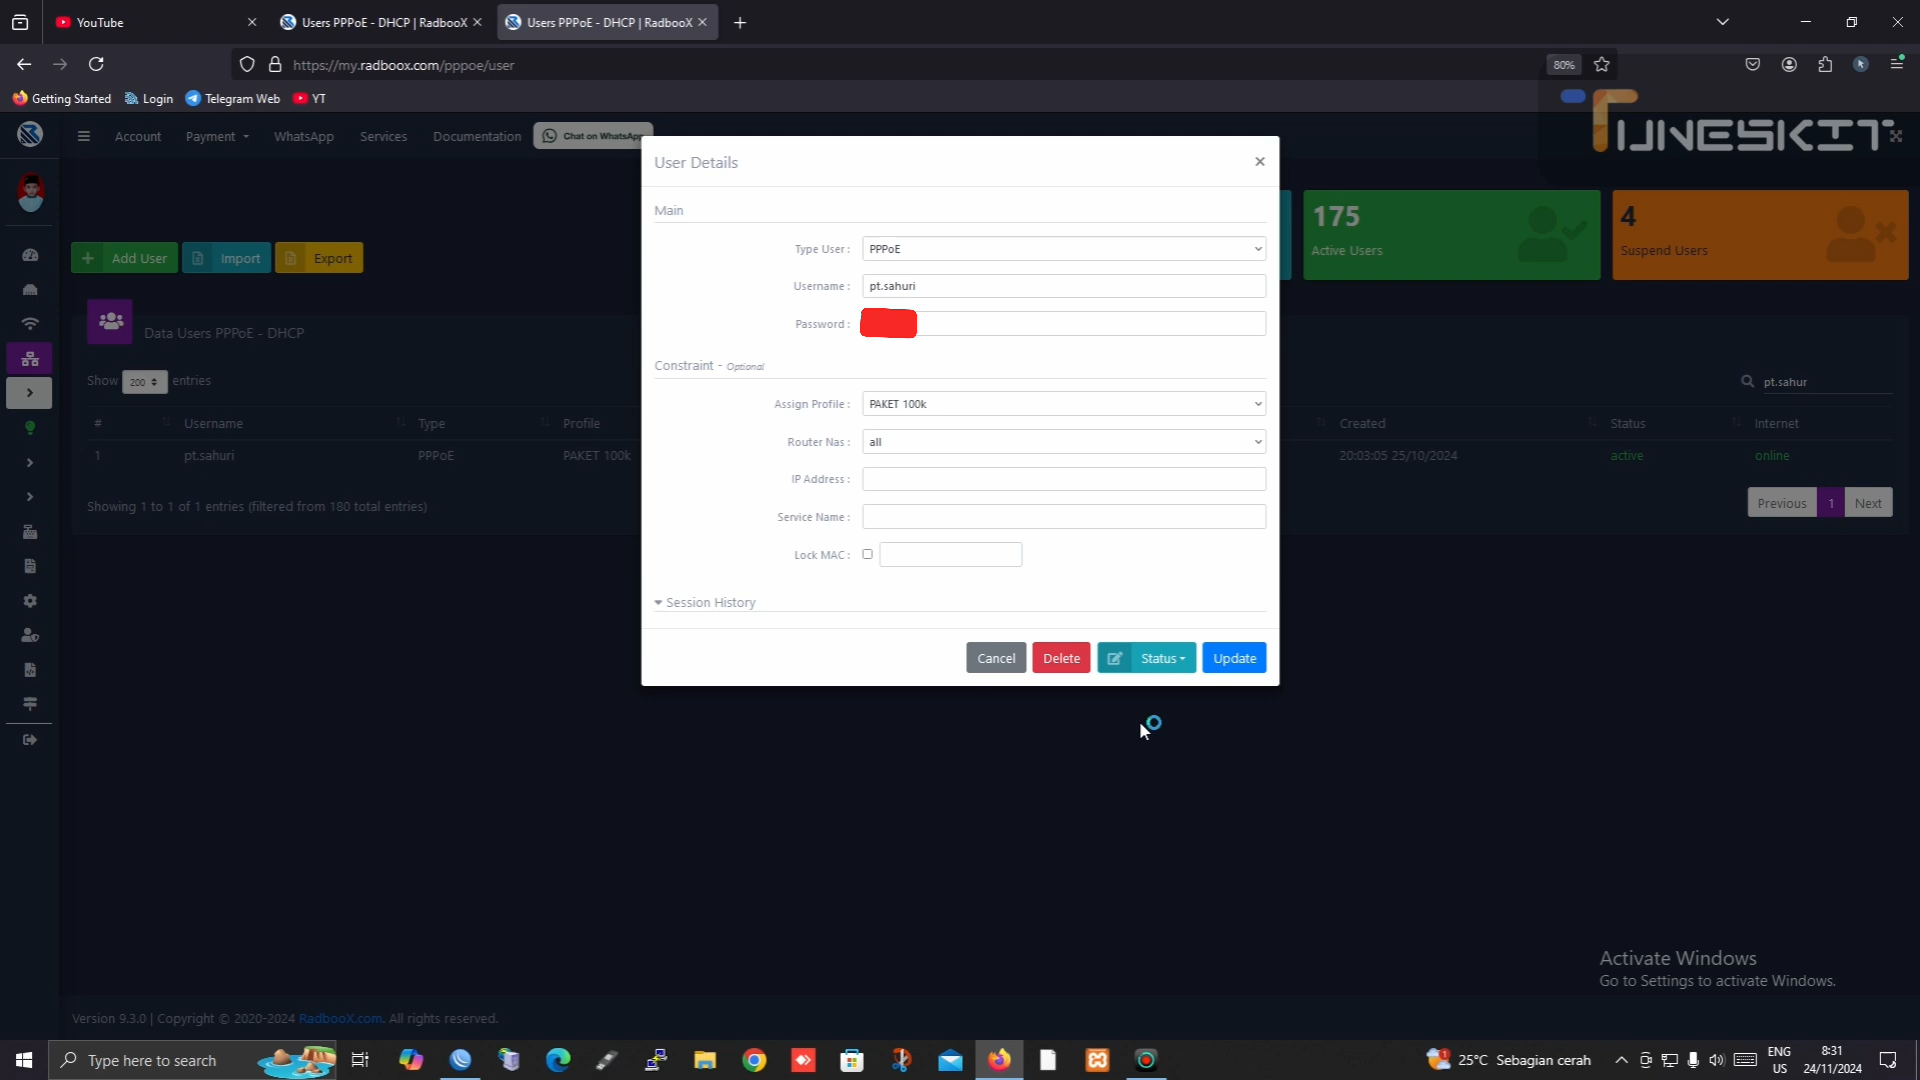 YouTube
Users PPPoE - DHCP | RadbooX
Users PPPoE - DHCP | RadbooX
https://my.radboox.com/pppoe/user
80%
Getting Started
Login
Telegram Web
YT
Account
Payment
WhatsApp
Services
Documentation
Chat on WhatsApp
TUNESKIT
User Details
Main
Type User :
PPPoE
Username :
pt.sahuri
Password :
Constraint - Optional
Assign Profile :
PAKET 100k
Router Nas :
all
IP Address :
Service Name :
Lock MAC :
Session History
Cancel
Delete
Status
Update
175
Active Users
4
Suspend Users
Add User
Import
Export
Data Users PPPoE - DHCP
Show 200 entries
pt.sahur
# Username Type Profile Created Status Internet
1 pt.sahuri PPPoE PAKET 100k 20:03:05 25/10/2024 active online
Showing 1 to 1 of 1 entries (filtered from 180 total entries)
Previous 1 Next
Activate Windows
Go to Settings to activate Windows.
Version 9.3.0 | Copyright © 2020-2024 RadbooX.com. All rights reserved.
Type here to search
1
25°C Sebagian cerah
ENG
US
8:31
24/11/2024